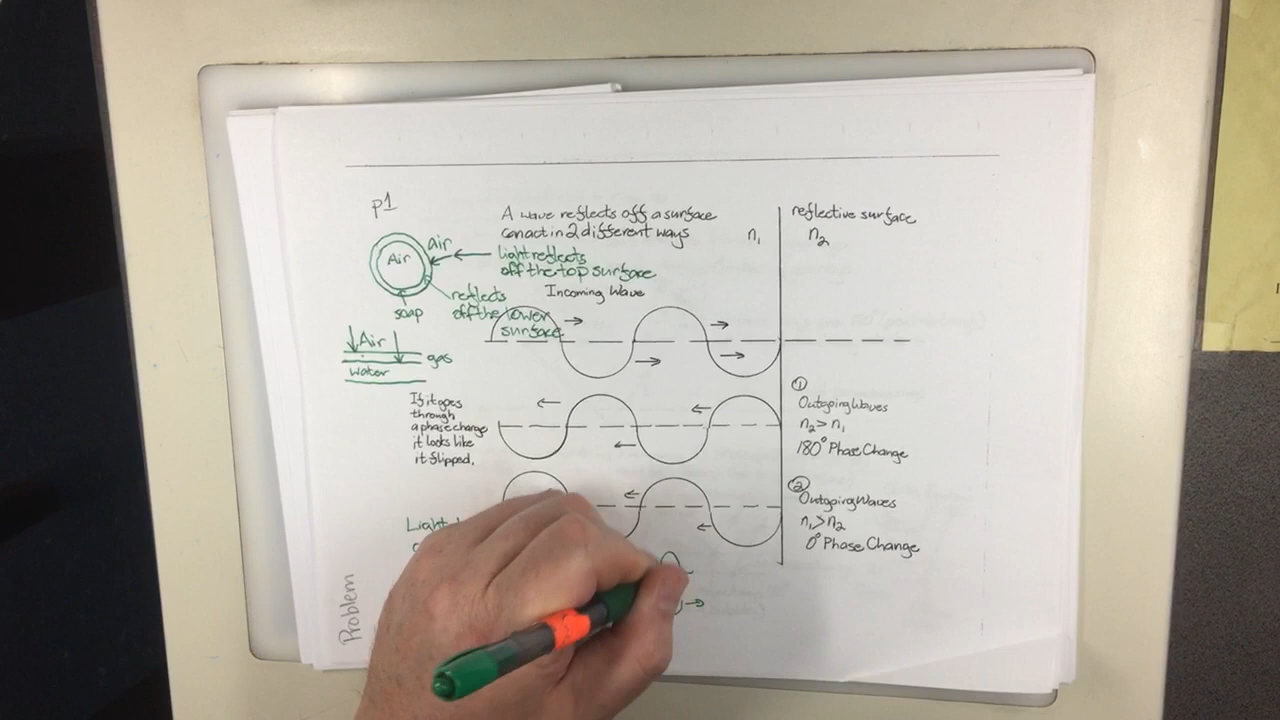 p1
A wave reflects off a surface
can act in 2 different ways
n₁
reflective surface
n₂
Air
air
light reflects
off the top surface
reflects
off the lower
surface
soap
Incoming Wave
Air
gas
Water
If it goes
through
a phase change
it looks like
it flipped.
①
Outgoing Waves
n₂ > n₁
180° Phase Change
②
Outgoing Waves
n₁ > n₂
0° Phase Change
Light
Problem